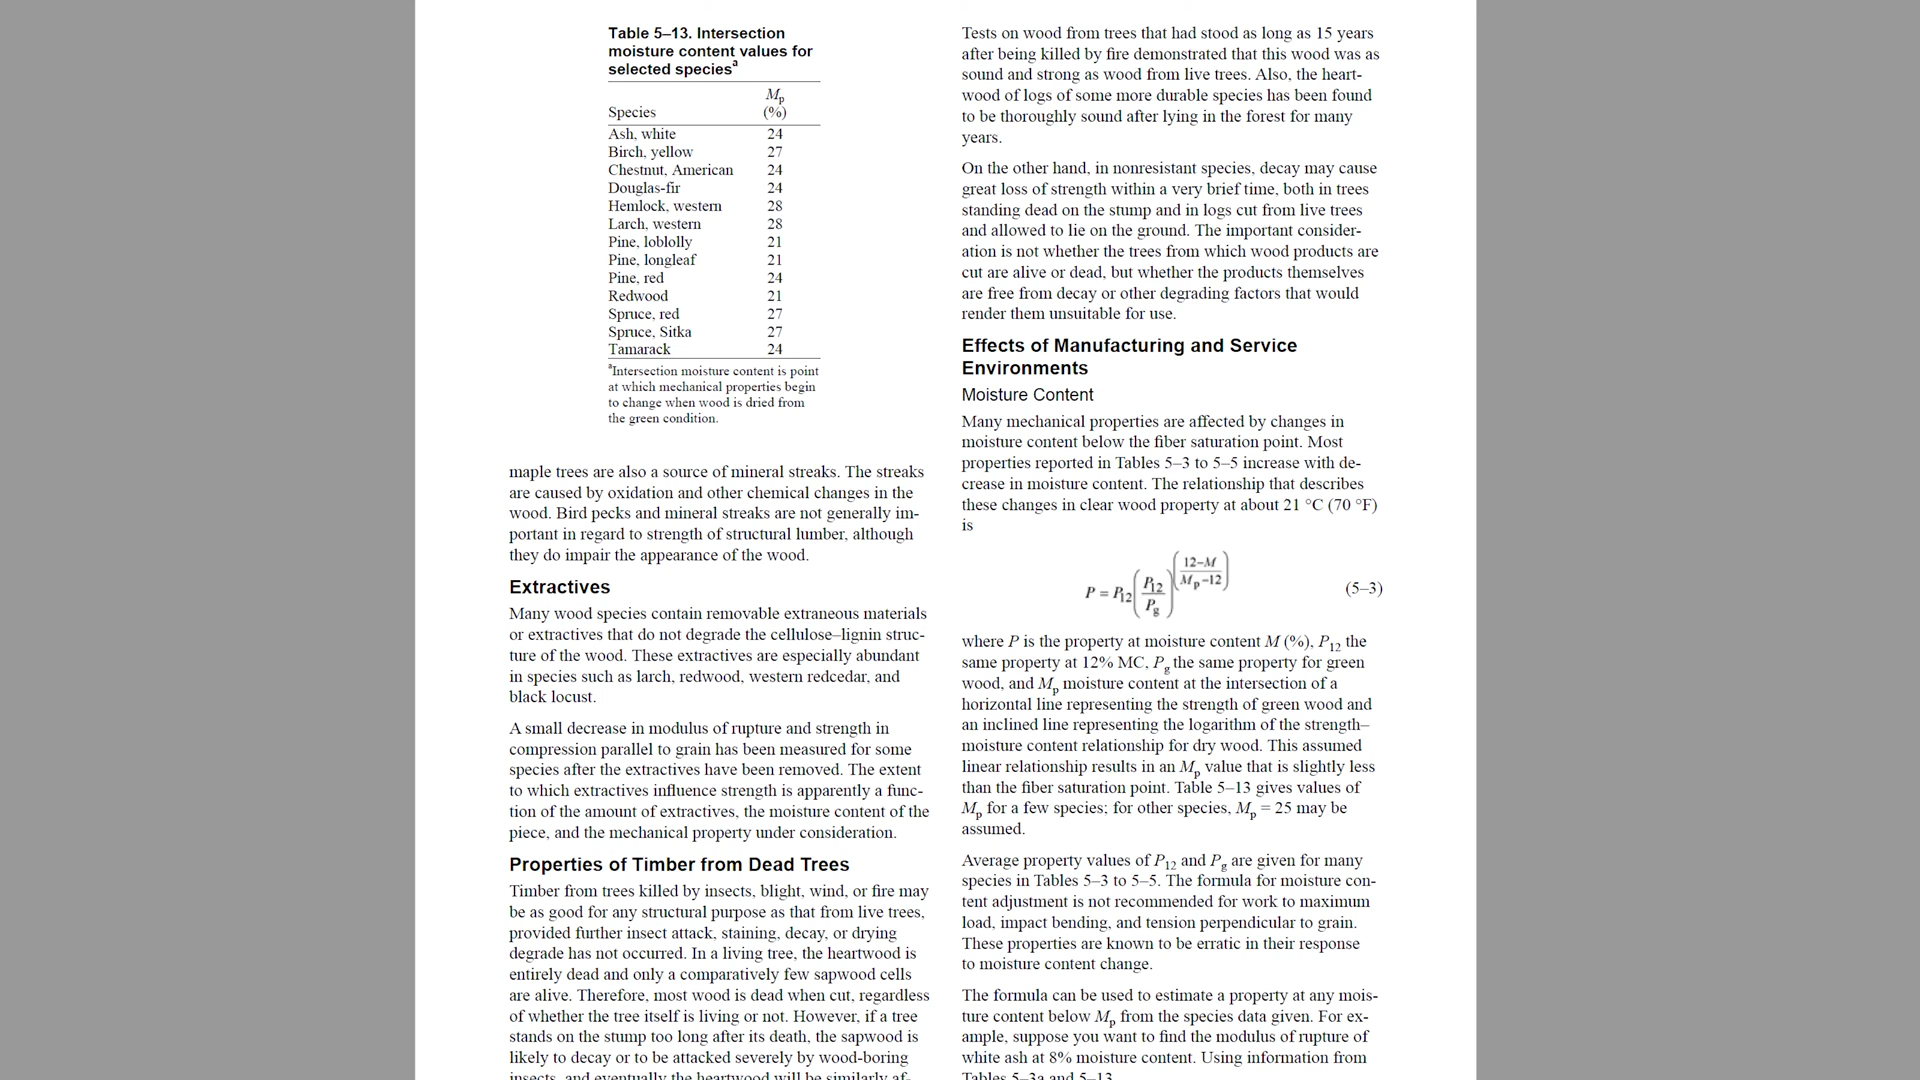 Table 5–13. Intersection
moisture content values for
selected speciesª
Species Mp (%)
Ash, white 24
Birch, yellow 27
Chestnut, American 24
Douglas-fir 24
Hemlock, western 28
Larch, western 28
Pine, loblolly 21
Pine, longleaf 21
Pine, red 24
Redwood 21
Spruce, red 27
Spruce, Sitka 27
Tamarack 24
ªIntersection moisture content is point
at which mechanical properties begin
to change when wood is dried from
the green condition.
maple trees are also a source of mineral streaks. The streaks
are caused by oxidation and other chemical changes in the
wood. Bird pecks and mineral streaks are not generally im-
portant in regard to strength of structural lumber, although
they do impair the appearance of the wood.
Extractives
Many wood species contain removable extraneous materials
or extractives that do not degrade the cellulose–lignin struc-
ture of the wood. These extractives are especially abundant
in species such as larch, redwood, western redcedar, and
black locust.
A small decrease in modulus of rupture and strength in
compression parallel to grain has been measured for some
species after the extractives have been removed. The extent
to which extractives influence strength is apparently a func-
tion of the amount of extractives, the moisture content of the
piece, and the mechanical property under consideration.
Properties of Timber from Dead Trees
Timber from trees killed by insects, blight, wind, or fire may
be as good for any structural purpose as that from live trees,
provided further insect attack, staining, decay, or drying
degrade has not occurred. In a living tree, the heartwood is
entirely dead and only a comparatively few sapwood cells
are alive. Therefore, most wood is dead when cut, regardless
of whether the tree itself is living or not. However, if a tree
stands on the stump too long after its death, the sapwood is
likely to decay or to be attacked severely by wood-boring
insects, and eventually the heartwood will be similarly af-
Tests on wood from trees that had stood as long as 15 years
after being killed by fire demonstrated that this wood was as
sound and strong as wood from live trees. Also, the heart-
wood of logs of some more durable species has been found
to be thoroughly sound after lying in the forest for many
years.
On the other hand, in nonresistant species, decay may cause
great loss of strength within a very brief time, both in trees
standing dead on the stump and in logs cut from live trees
and allowed to lie on the ground. The important consider-
ation is not whether the trees from which wood products are
cut are alive or dead, but whether the products themselves
are free from decay or other degrading factors that would
render them unsuitable for use.
Effects of Manufacturing and Service
Environments
Moisture Content
Many mechanical properties are affected by changes in
moisture content below the fiber saturation point. Most
properties reported in Tables 5–3 to 5–5 increase with de-
crease in moisture content. The relationship that describes
these changes in clear wood property at about 21 °C (70 °F)
is
P = P12(P12/Pg)^((12–M)/(Mp–12)) (5–3)
where P is the property at moisture content M (%), P12 the
same property at 12% MC, Pg the same property for green
wood, and Mp moisture content at the intersection of a
horizontal line representing the strength of green wood and
an inclined line representing the logarithm of the strength–
moisture content relationship for dry wood. This assumed
linear relationship results in an Mp value that is slightly less
than the fiber saturation point. Table 5–13 gives values of
Mp for a few species; for other species, Mp = 25 may be
assumed.
Average property values of P12 and Pg are given for many
species in Tables 5–3 to 5–5. The formula for moisture con-
tent adjustment is not recommended for work to maximum
load, impact bending, and tension perpendicular to grain.
These properties are known to be erratic in their response
to moisture content change.
The formula can be used to estimate a property at any mois-
ture content below Mp from the species data given. For ex-
ample, suppose you want to find the modulus of rupture of
white ash at 8% moisture content. Using information from
Tables 5–3a and 5–13,